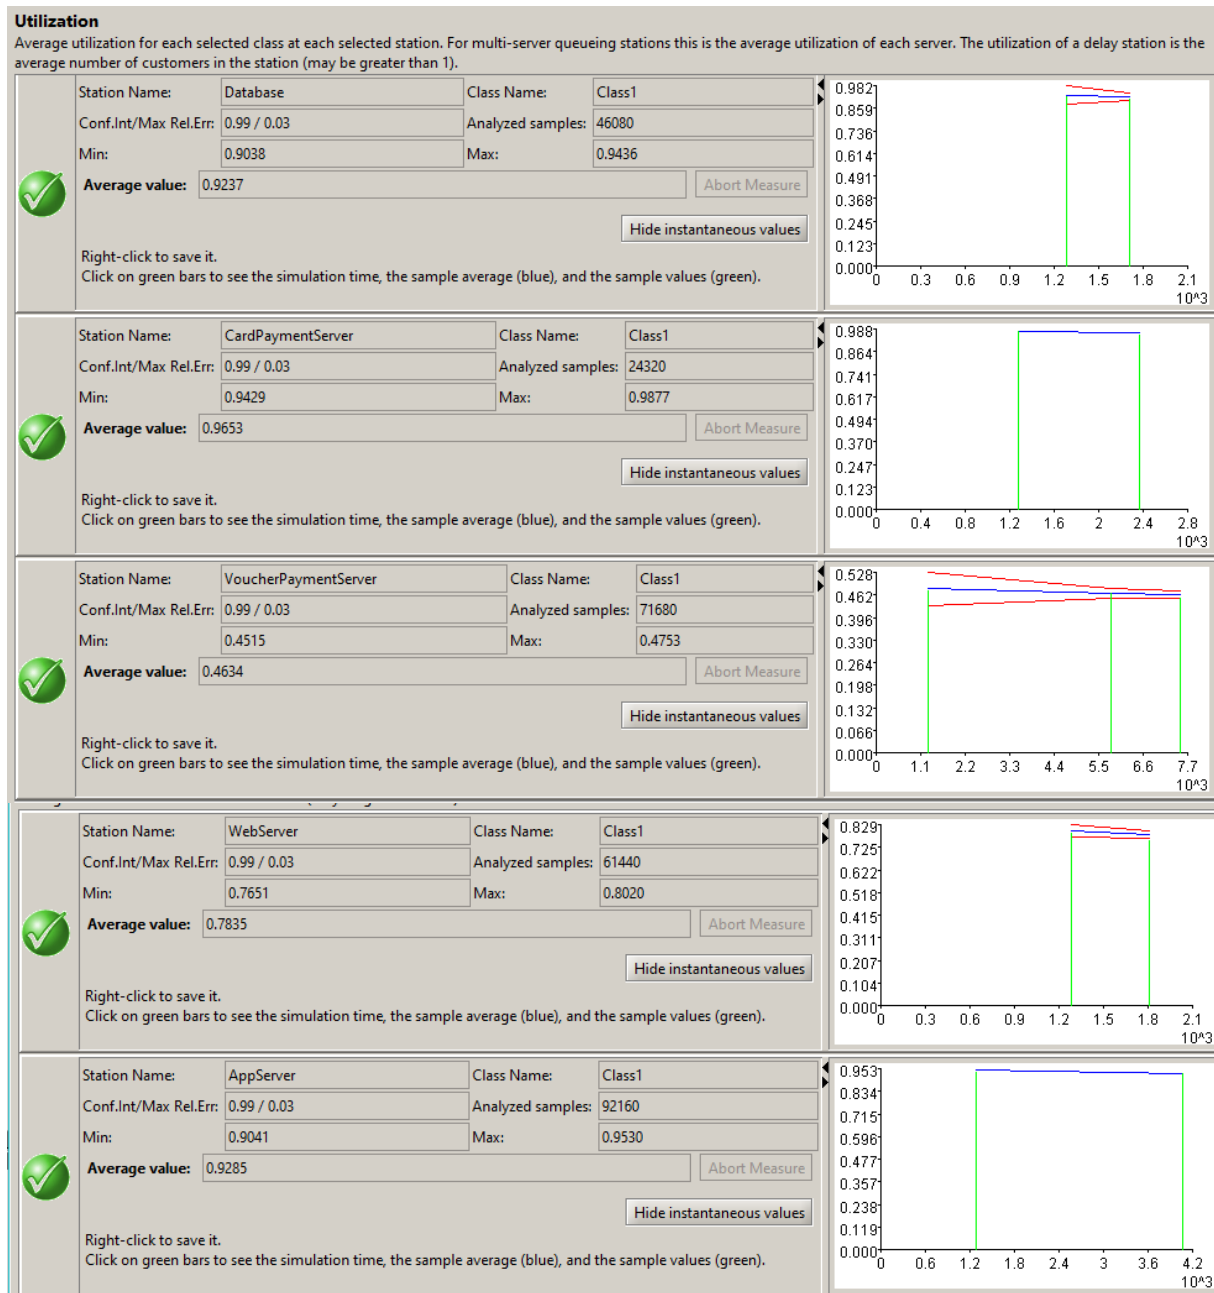 Utilization
Average utilization for each selected class at each selected station. For multi-server queueing stations this is the average utilization of each server. The utilization of a delay station is the
average number of customers in the station (may be greater than 1).
Station Name: Database Class Name: Class1
Conf.Int/Max Rel.Err: 0.99 / 0.03 Analyzed samples: 46080
Min: 0.9038 Max: 0.9436
Average value: 0.9237 Abort Measure
Hide instantaneous values
Right-click to save it.
Click on green bars to see the simulation time, the sample average (blue), and the sample values (green).
0.982
0.859
0.736
0.614
0.491
0.368
0.245
0.123
0.000
0 0.3 0.6 0.9 1.2 1.5 1.8 2.1
10^3
Station Name: CardPaymentServer Class Name: Class1
Conf.Int/Max Rel.Err: 0.99 / 0.03 Analyzed samples: 24320
Min: 0.9429 Max: 0.9877
Average value: 0.9653 Abort Measure
Hide instantaneous values
Right-click to save it.
Click on green bars to see the simulation time, the sample average (blue), and the sample values (green).
0.988
0.864
0.741
0.617
0.494
0.370
0.247
0.123
0.000
0 0.4 0.8 1.2 1.6 2 2.4 2.8
10^3
Station Name: VoucherPaymentServer Class Name: Class1
Conf.Int/Max Rel.Err: 0.99 / 0.03 Analyzed samples: 71680
Min: 0.4515 Max: 0.4753
Average value: 0.4634 Abort Measure
Hide instantaneous values
Right-click to save it.
Click on green bars to see the simulation time, the sample average (blue), and the sample values (green).
0.528
0.462
0.396
0.330
0.264
0.198
0.132
0.066
0.000
0 1.1 2.2 3.3 4.4 5.5 6.6 7.7
10^3
Station Name: WebServer Class Name: Class1
Conf.Int/Max Rel.Err: 0.99 / 0.03 Analyzed samples: 61440
Min: 0.7651 Max: 0.8020
Average value: 0.7835 Abort Measure
Hide instantaneous values
Right-click to save it.
Click on green bars to see the simulation time, the sample average (blue), and the sample values (green).
0.829
0.725
0.622
0.518
0.415
0.311
0.207
0.104
0.000
0 0.3 0.6 0.9 1.2 1.5 1.8 2.1
10^3
Station Name: AppServer Class Name: Class1
Conf.Int/Max Rel.Err: 0.99 / 0.03 Analyzed samples: 92160
Min: 0.9041 Max: 0.9530
Average value: 0.9285 Abort Measure
Hide instantaneous values
Right-click to save it.
Click on green bars to see the simulation time, the sample average (blue), and the sample values (green).
0.953
0.834
0.715
0.596
0.477
0.357
0.238
0.119
0.000
0 0.6 1.2 1.8 2.4 3 3.6 4.2
10^3